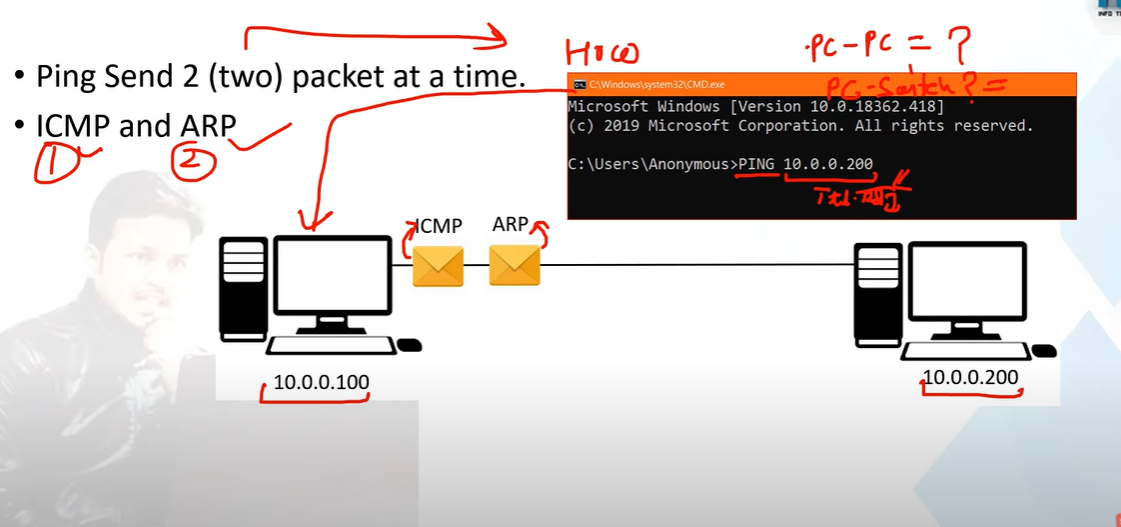 INFO T
How
PC-PC = ?
• Ping Send 2 (two) packet at a time.
C:\Windows\system32\CMD.exe
PC-Switch? =
Microsoft Windows [Version 10.0.18362.418]
(c) 2019 Microsoft Corporation. All rights reserved.
• ICMP and ARP
1 2
C:\Users\Anonymous>PING 10.0.0.200
ICMP ARP
10.0.0.100
10.0.0.200